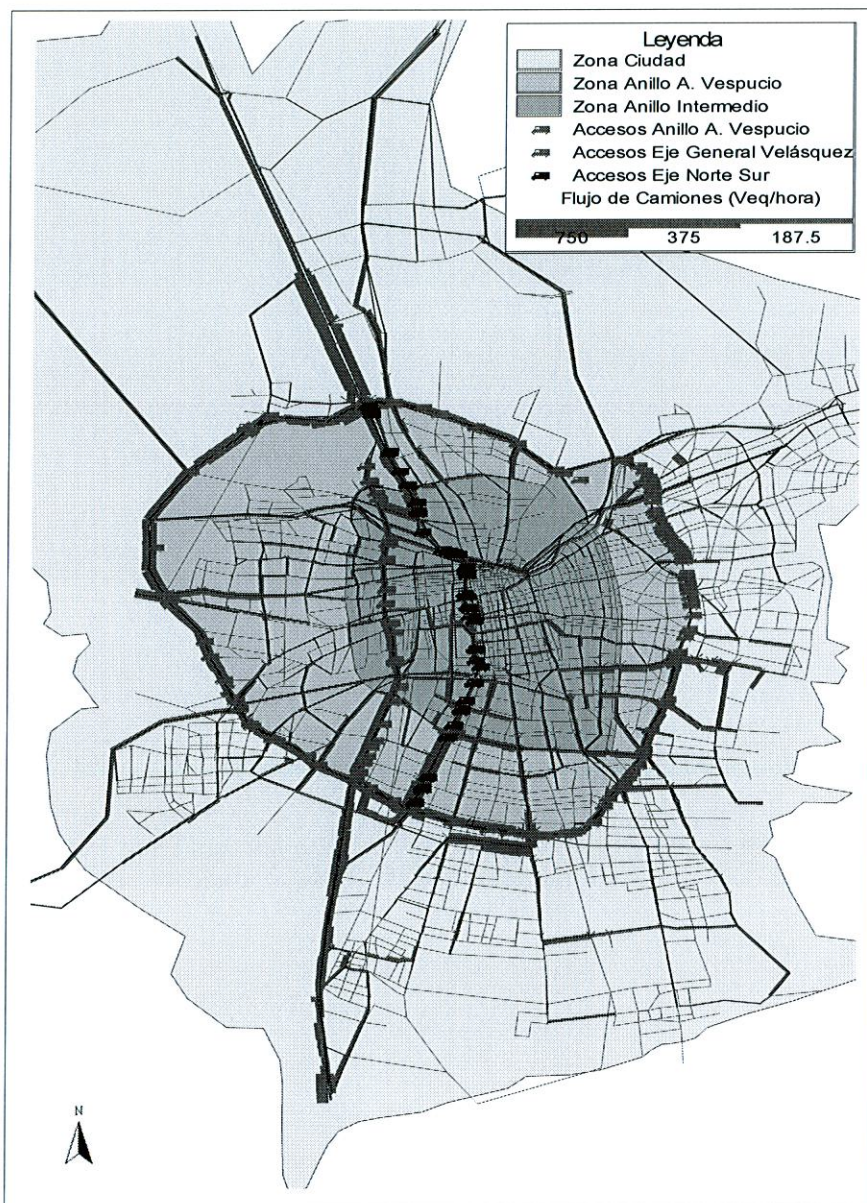 Leyenda
Zona Ciudad
Zona Anillo A. Vespucio
Zona Anillo Intermedio
Accesos Anillo A. Vespucio
Accesos Eje General Velásquez
Accesos Eje Norte Sur
Flujo de Camiones (Veq/hora)
750 375 187.5
N